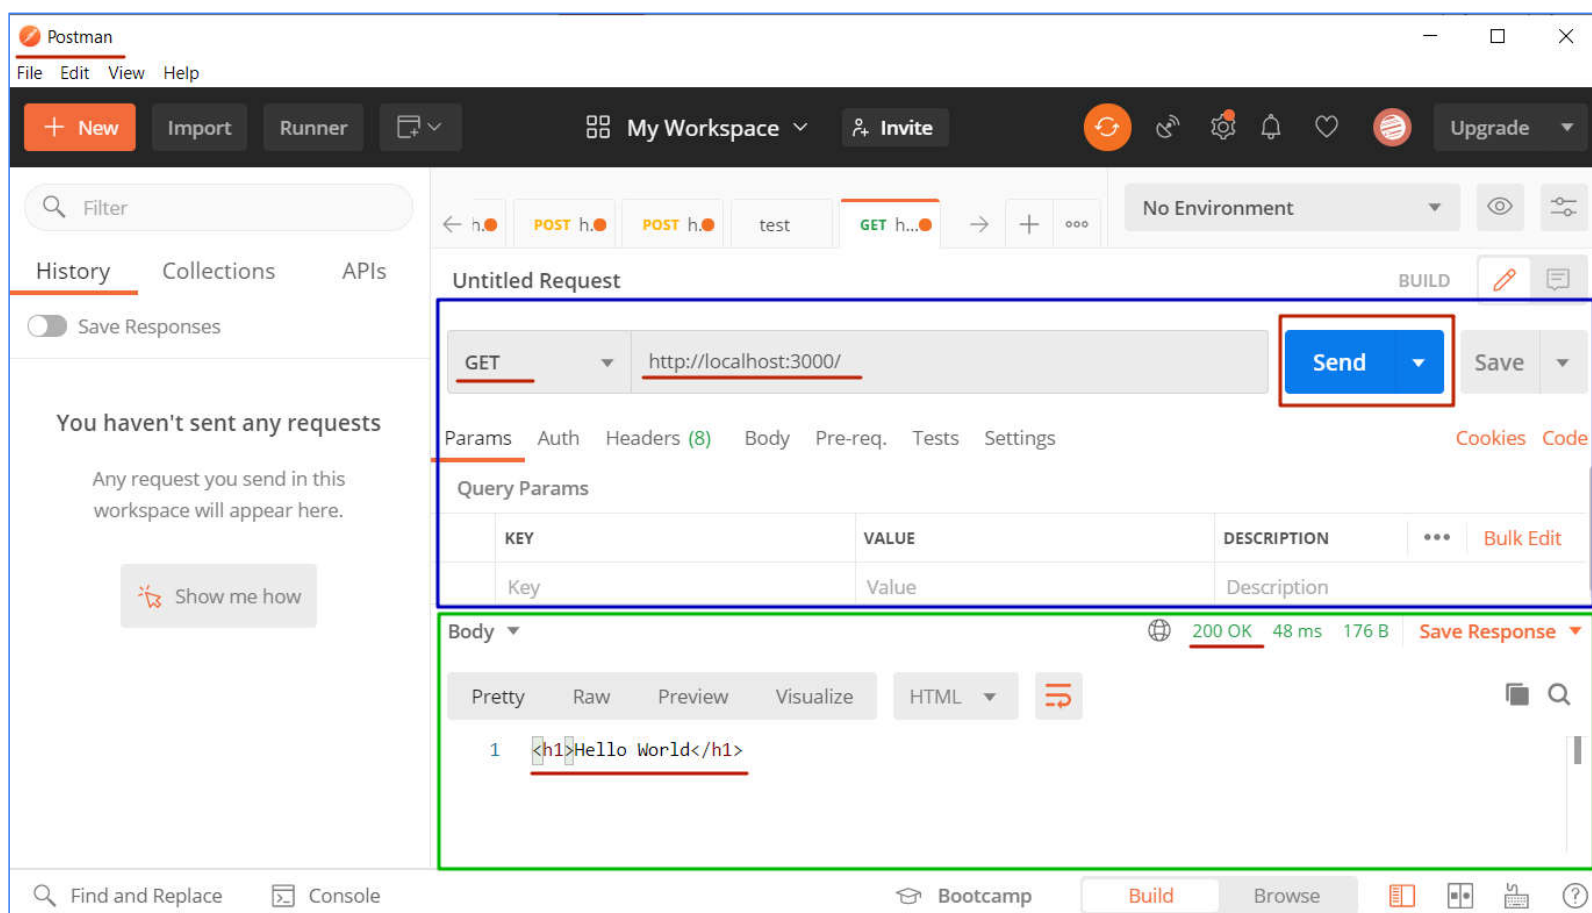 Postman
File Edit View Help
+ New Import Runner My Workspace Invite Upgrade
Filter
h. POST h. POST h. test GET h... + ooo No Environment
History Collections APIs
Untitled Request BUILD
Save Responses
GET http://localhost:3000/ Send Save
You haven't sent any requests
Any request you send in this
workspace will appear here.
Show me how
Params Auth Headers (8) Body Pre-req. Tests Settings Cookies Code
Query Params
KEY VALUE DESCRIPTION ••• Bulk Edit
Key Value Description
Body 200 OK 48 ms 176 B Save Response
Pretty Raw Preview Visualize HTML
1 <h1>Hello World</h1>
Find and Replace Console Bootcamp Build Browse ?